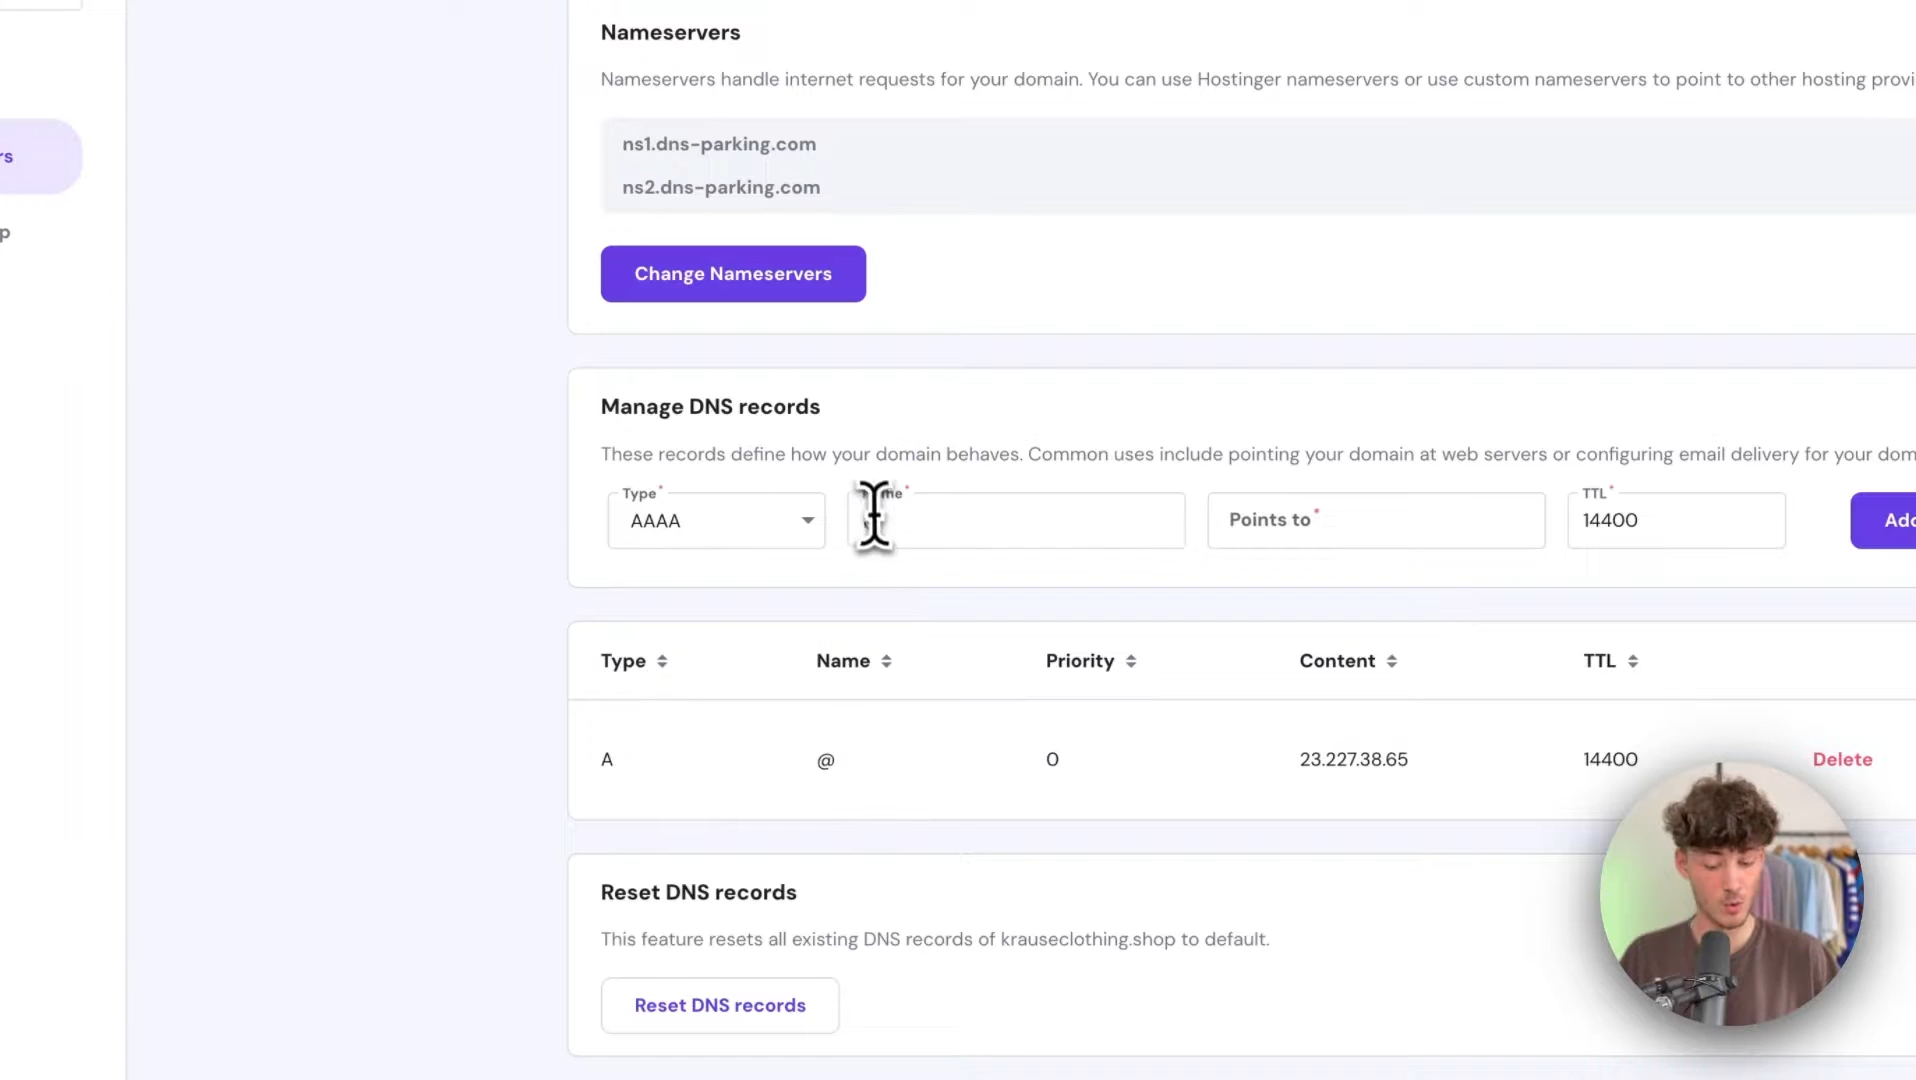 Nameservers
Nameservers handle internet requests for your domain. You can use Hostinger nameservers or use custom nameservers to point to other hosting provi
rs
ns1.dns-parking.com
ns2.dns-parking.com
p
Change Nameservers
Manage DNS records
These records define how your domain behaves. Common uses include pointing your domain at web servers or configuring email delivery for your dom
Type*
AAAA
Points to*
TTL*
14400
Type Name Priority Content TTL
A @ 0 23.227.38.65 14400 Delete
Reset DNS records
This feature resets all existing DNS records of krauseclothing.shop to default.
Reset DNS records